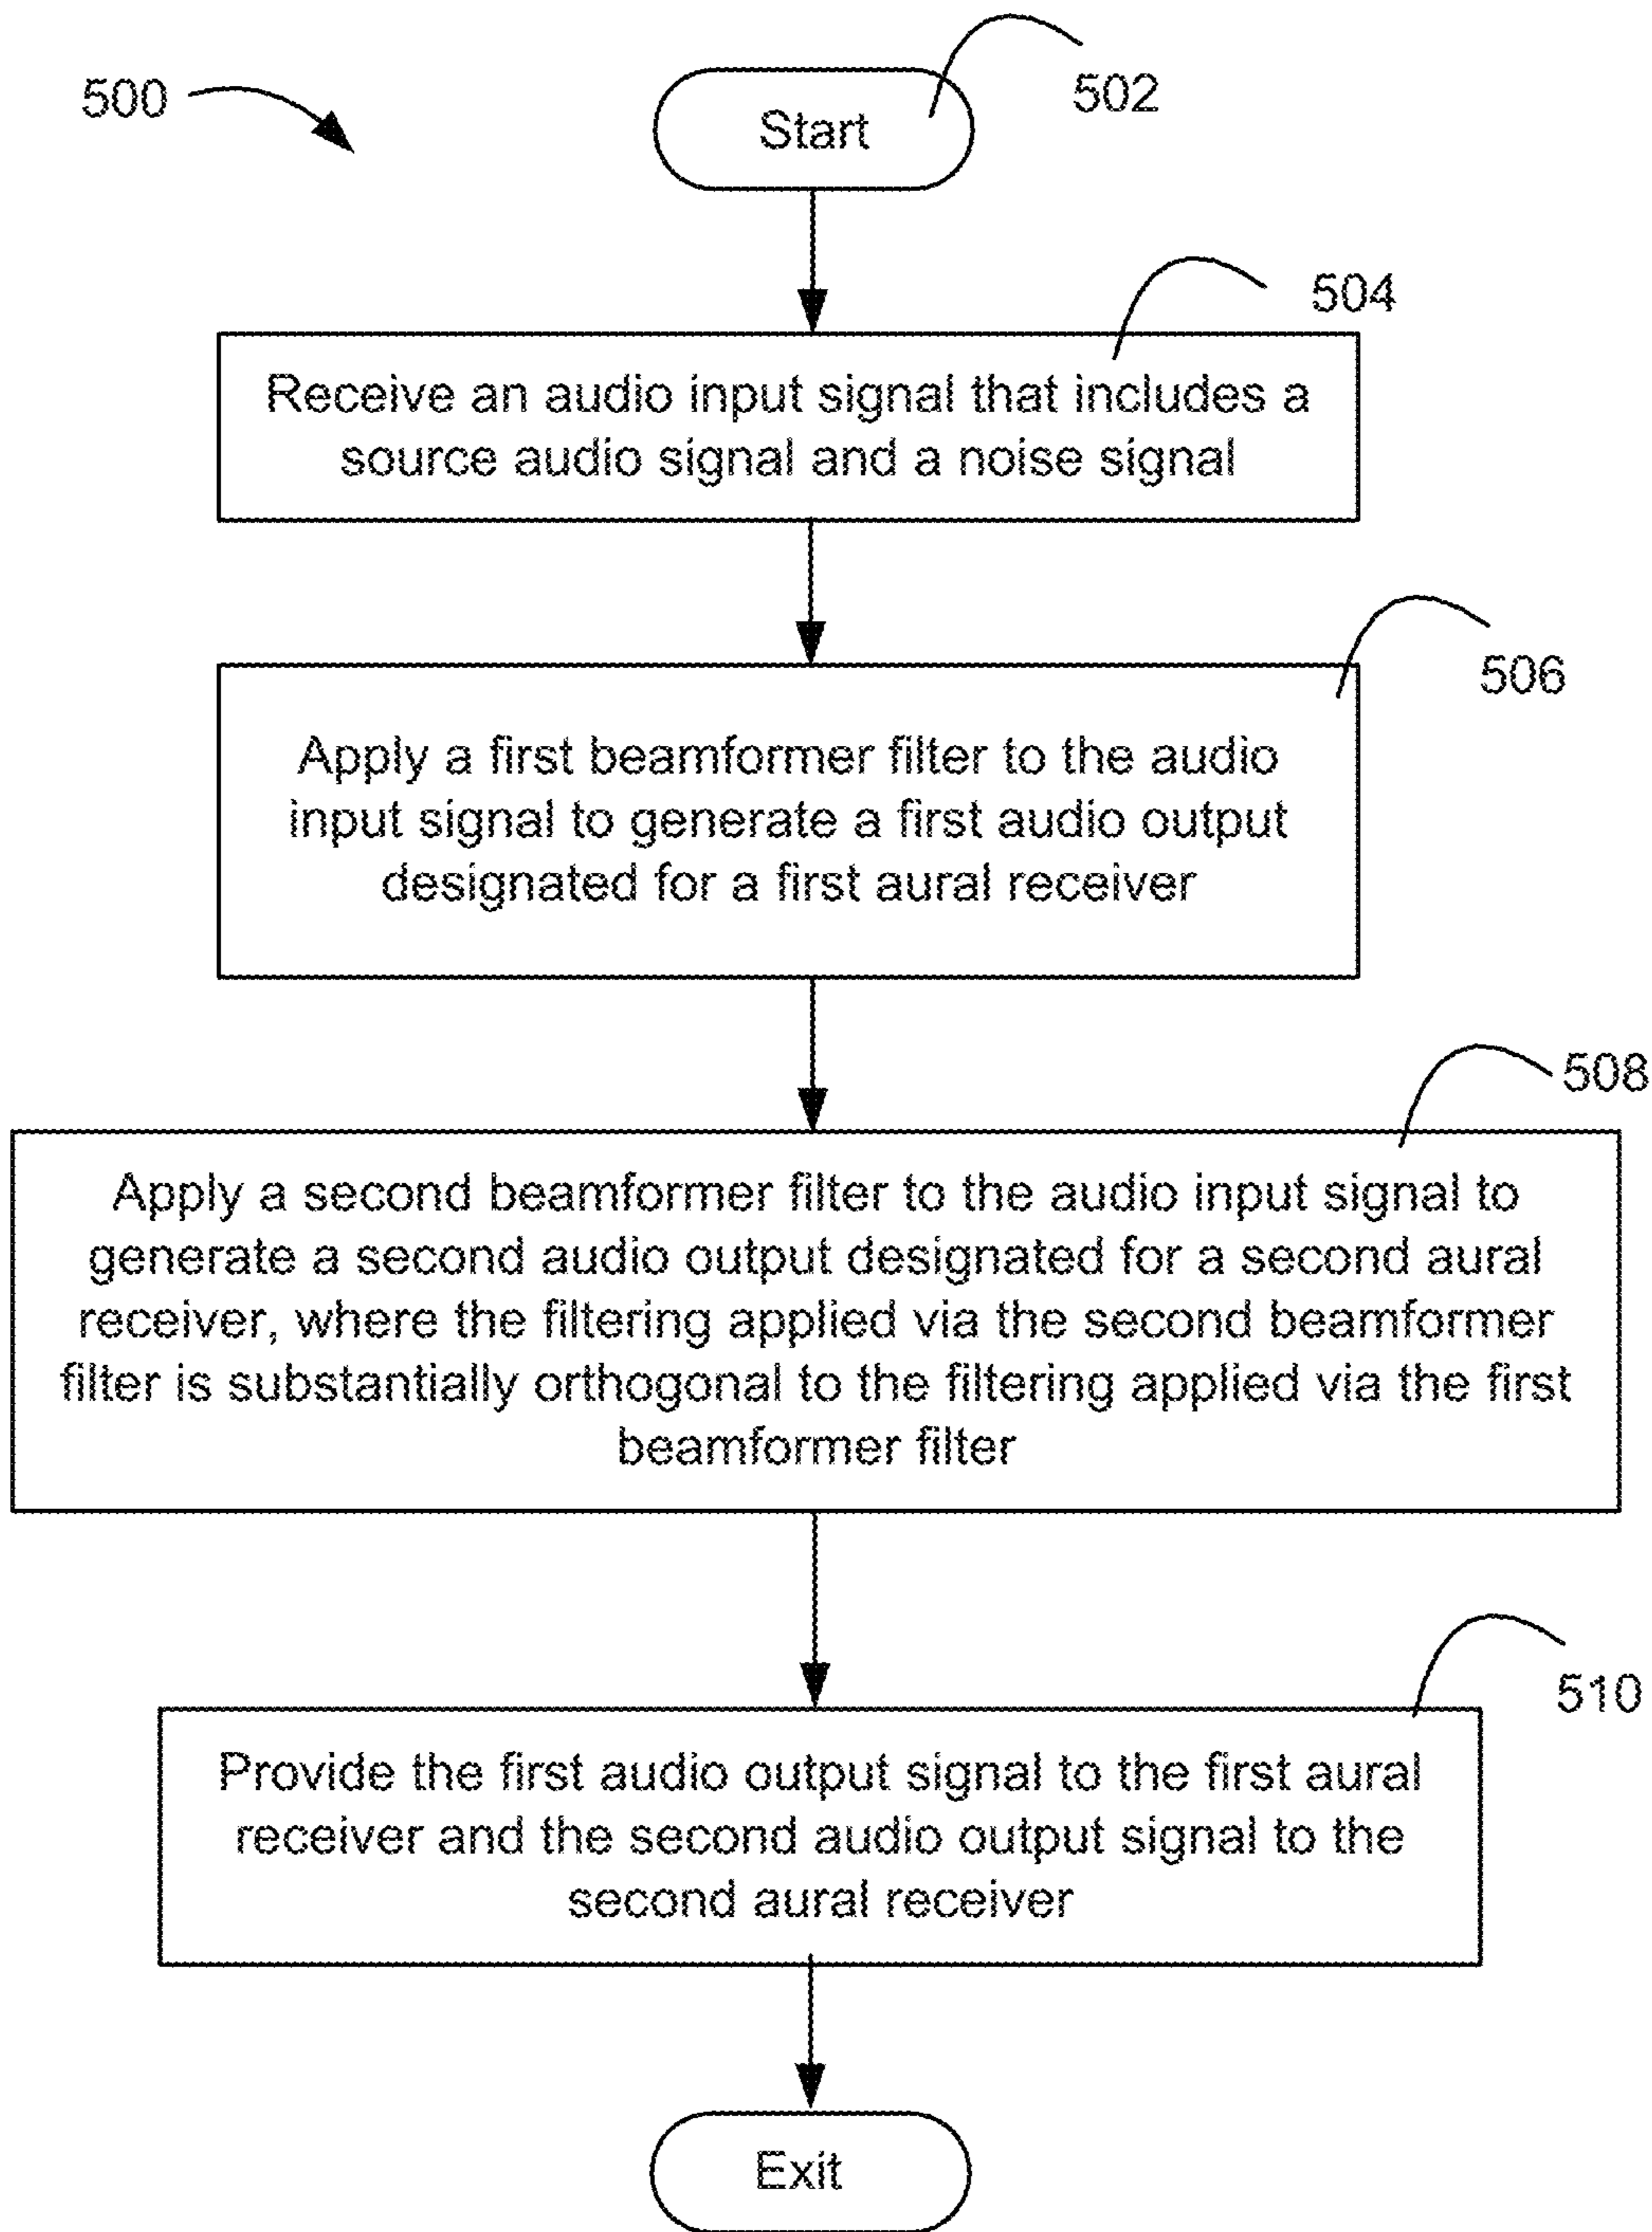 500
502
Start
504
Receive an audio input signal that includes a
source audio signal and a noise signal
506
Apply a first beamformer filter to the audio
input signal to generate a first audio output
designated for a first aural receiver
508
Apply a second beamformer filter to the audio input signal to
generate a second audio output designated for a second aural
receiver, where the filtering applied via the second beamformer
filter is substantially orthogonal to the filtering applied via the first
beamformer filter
510
Provide the first audio output signal to the first aural
receiver and the second audio output signal to the
second aural receiver
Exit